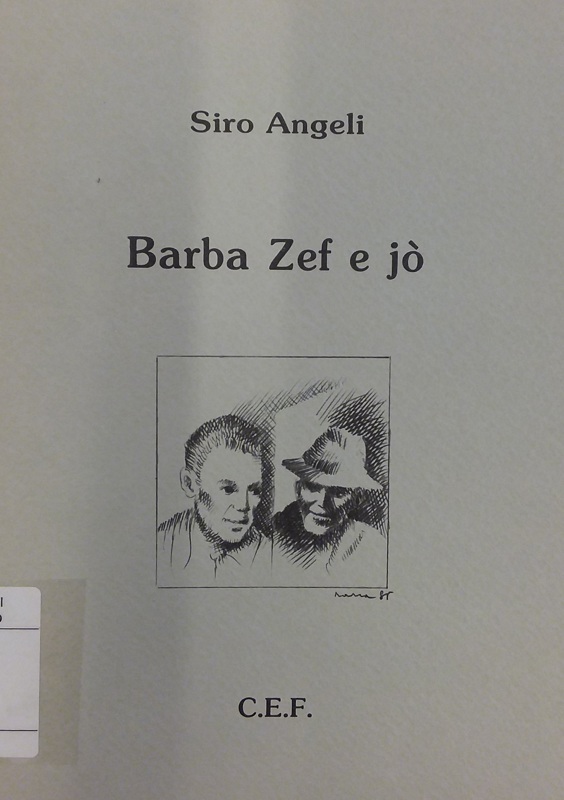 Siro Angeli
Barba Zef e jò
C.E.F.